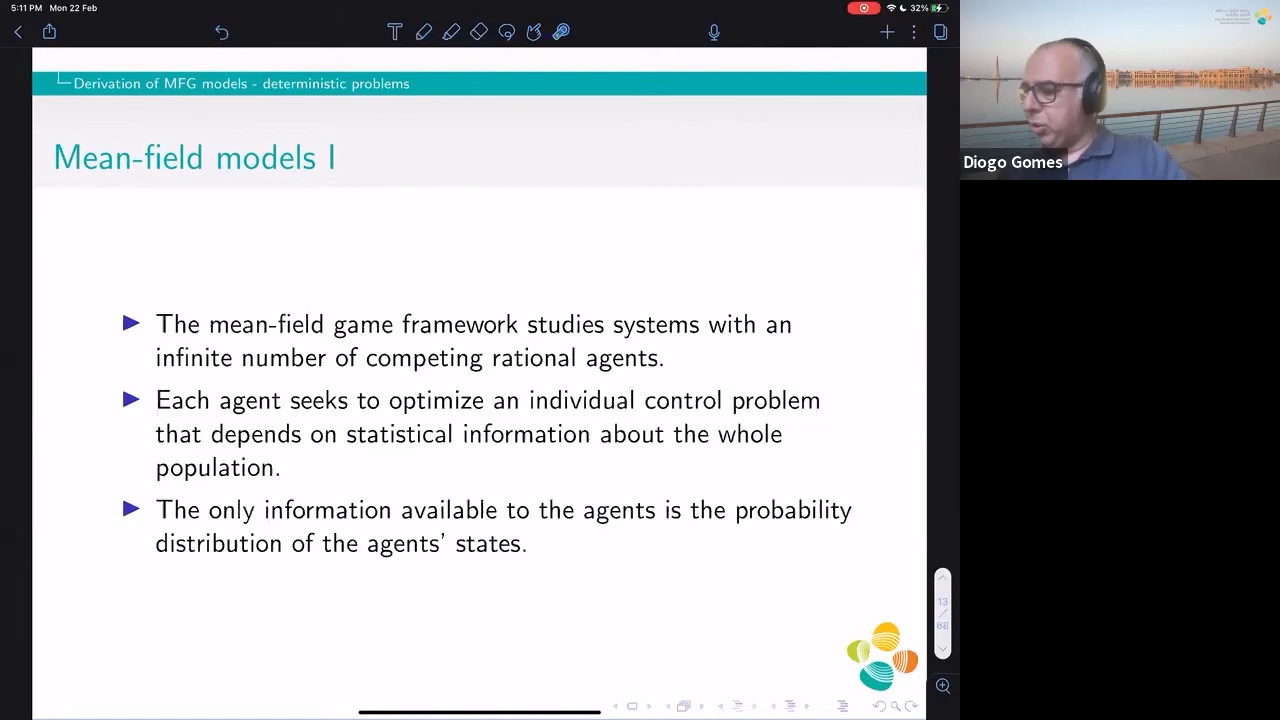 5:11 PM Mon 22 Feb
32%
Derivation of MFG models - deterministic problems
Mean-field models I
The mean-field game framework studies systems with an
infinite number of competing rational agents.
Each agent seeks to optimize an individual control problem
that depends on statistical information about the whole
population.
The only information available to the agents is the probability
distribution of the agents' states.
13
/
68
Diogo Gomes